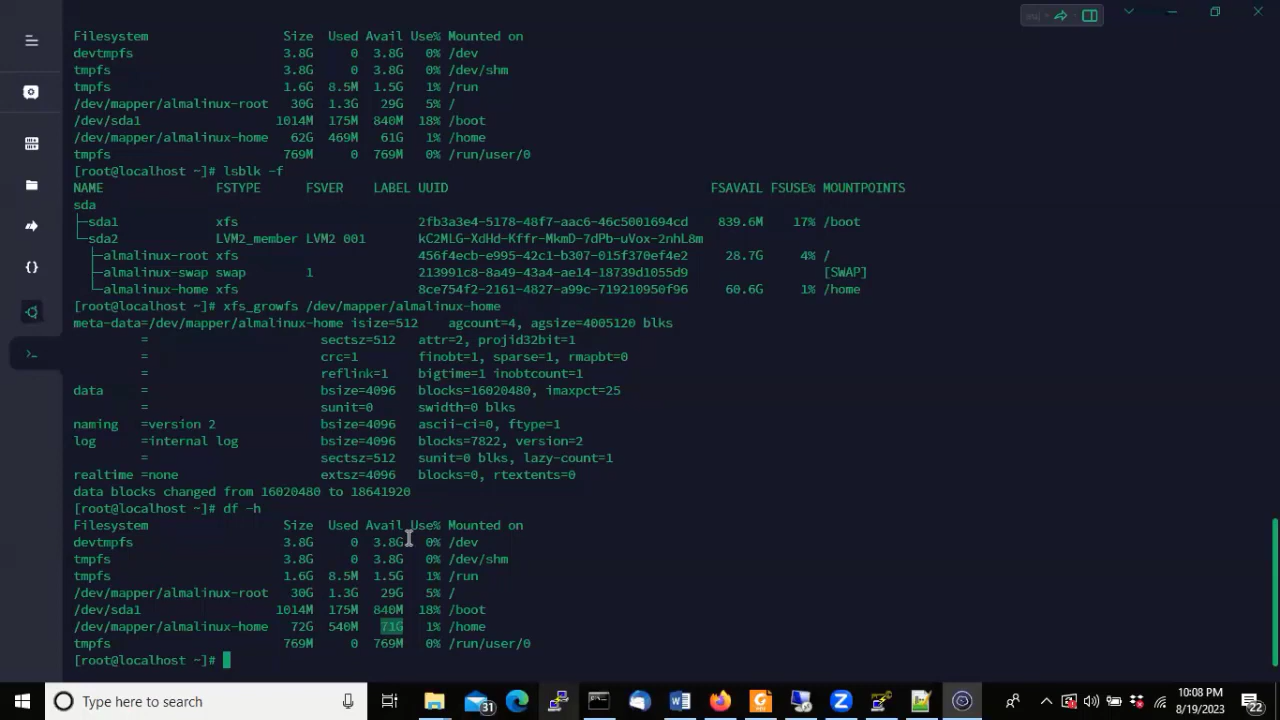 Filesystem Size Used Avail Use% Mounted on
devtmpfs 3.8G 0 3.8G 0% /dev
tmpfs 3.8G 0 3.8G 0% /dev/shm
tmpfs 1.6G 8.5M 1.5G 1% /run
/dev/mapper/almalinux-root 30G 1.3G 29G 5% /
/dev/sda1 1014M 175M 840M 18% /boot
/dev/mapper/almalinux-home 62G 469M 61G 1% /home
tmpfs 769M 0 769M 0% /run/user/0
[root@localhost ~]# lsblk -f
NAME FSTYPE FSVER LABEL UUID FSAVAIL FSUSE% MOUNTPOINTS
sda
├─sda1 xfs 2fb3a3e4-5178-48f7-aac6-46c5001694cd 839.6M 17% /boot
└─sda2 LVM2_member LVM2 001 kC2MLG-XdHd-Kffr-MkmD-7dPb-uVox-2nhL8m
├─almalinux-root xfs 456f4ecb-e995-42c1-b307-015f370ef4e2 28.7G 4% /
├─almalinux-swap swap 1 213991c8-8a49-43a4-ae14-18739d1055d9 [SWAP]
└─almalinux-home xfs 8ce754f2-2161-4827-a99c-719210950f96 60.6G 1% /home
[root@localhost ~]# xfs_growfs /dev/mapper/almalinux-home
meta-data=/dev/mapper/almalinux-home isize=512 agcount=4, agsize=4005120 blks
= sectsz=512 attr=2, projid32bit=1
= crc=1 finobt=1, sparse=1, rmapbt=0
= reflink=1 bigtime=1 inobtcount=1
data = bsize=4096 blocks=16020480, imaxpct=25
= sunit=0 swidth=0 blks
naming =version 2 bsize=4096 ascii-ci=0, ftype=1
log =internal log bsize=4096 blocks=7822, version=2
= sectsz=512 sunit=0 blks, lazy-count=1
realtime =none extsz=4096 blocks=0, rtextents=0
data blocks changed from 16020480 to 18641920
[root@localhost ~]# df -h
Filesystem Size Used Avail Use% Mounted on
devtmpfs 3.8G 0 3.8G 0% /dev
tmpfs 3.8G 0 3.8G 0% /dev/shm
tmpfs 1.6G 8.5M 1.5G 1% /run
/dev/mapper/almalinux-root 30G 1.3G 29G 5% /
/dev/sda1 1014M 175M 840M 18% /boot
/dev/mapper/almalinux-home 72G 540M 71G 1% /home
tmpfs 769M 0 769M 0% /run/user/0
[root@localhost ~]#
Type here to search
31
10:08 PM
8/19/2023
22